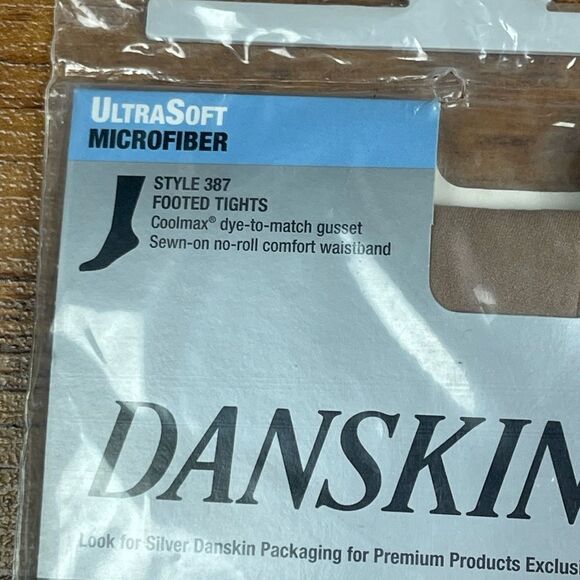 ULTRASOFT
MICROFIBER
STYLE 387
FOOTED TIGHTS
Coolmax® dye-to-match gusset
Sewn-on no-roll comfort waistband
DANSKIN
Look for Silver Danskin Packaging for Premium Products Exclus